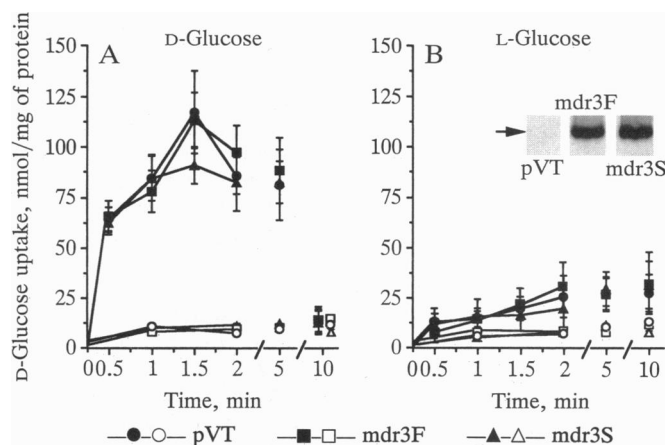 D-Glucose
L-Glucose
A
B
D-Glucose uptake, nmol/mg of protein
150
125
100
75
50
25
0
0.5 1 1.5 2 5 10
Time, min
150
125
100
75
50
25
0
0.5 1 1.5 2 5 10
Time, min
mdr3F
pVT
mdr3S
pVT mdr3F mdr3S